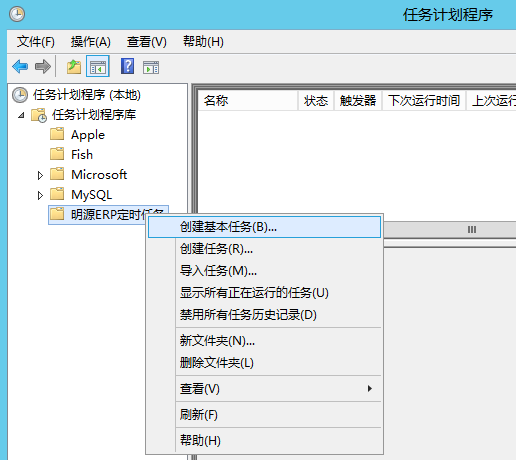 任务计划程序
文件(F) 操作(A) 查看(V) 帮助(H)
任务计划程序 (本地)
任务计划程序库
Apple
Fish
Microsoft
MySQL
明源ERP定时任务
名称 状态 触发器 下次运行时间 上次运行
创建基本任务(B)...
创建任务(R)...
导入任务(M)...
显示所有正在运行的任务(U)
禁用所有任务历史记录(D)
新文件夹(N)...
删除文件夹(L)
查看(V)
刷新(F)
帮助(H)